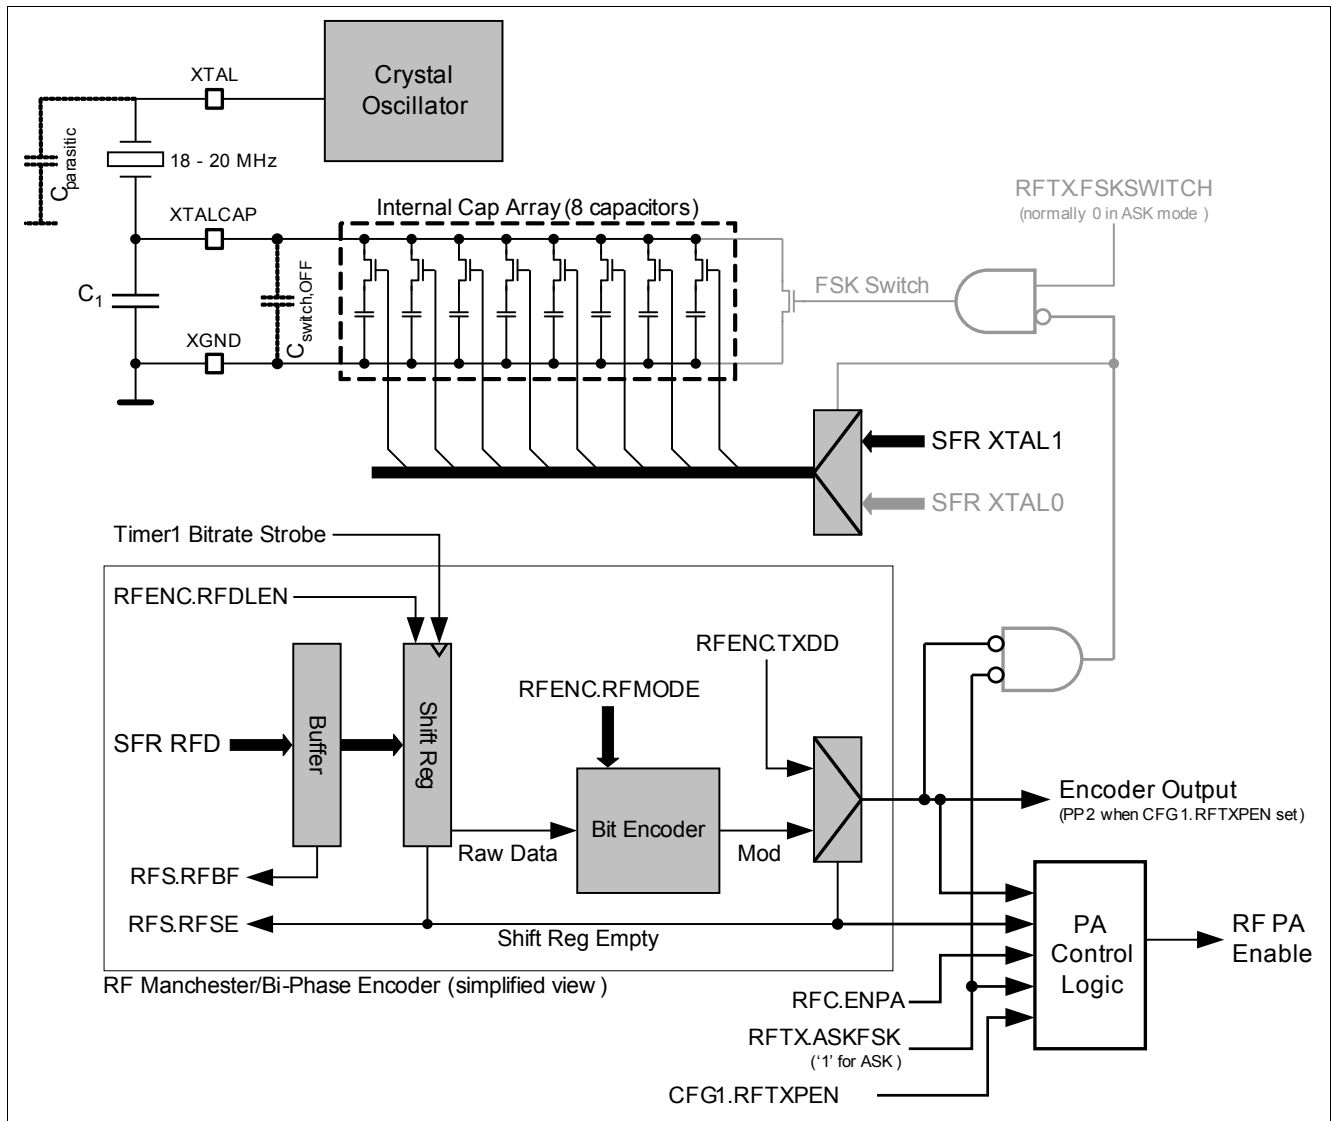 Crystal
Oscillator
XTAL
Cparasitic
18 - 20 MHz
RFTX.FSKSWITCH
(normally 0 in ASK mode )
XTALCAP
Internal Cap Array (8 capacitors)
C1
Cswitch,OFF
FSK Switch
XGND
SFR XTAL1
SFR XTAL0
Timer1 Bitrate Strobe
RFENC.RFDLEN
RFENC.TXDD
RFENC.RFMODE
SFR RFD
Buffer
Shift Reg
Bit Encoder
Raw Data
Mod
Encoder Output
(PP2 when CFG1.RFTXPEN set)
RFS.RFBF
RFS.RFSE
Shift Reg Empty
PA
Control
Logic
RF PA
Enable
RF Manchester/Bi-Phase Encoder (simplified view )
RFC.ENPA
RFTX.ASKFSK
(‘1’ for ASK )
CFG1.RFTXPEN